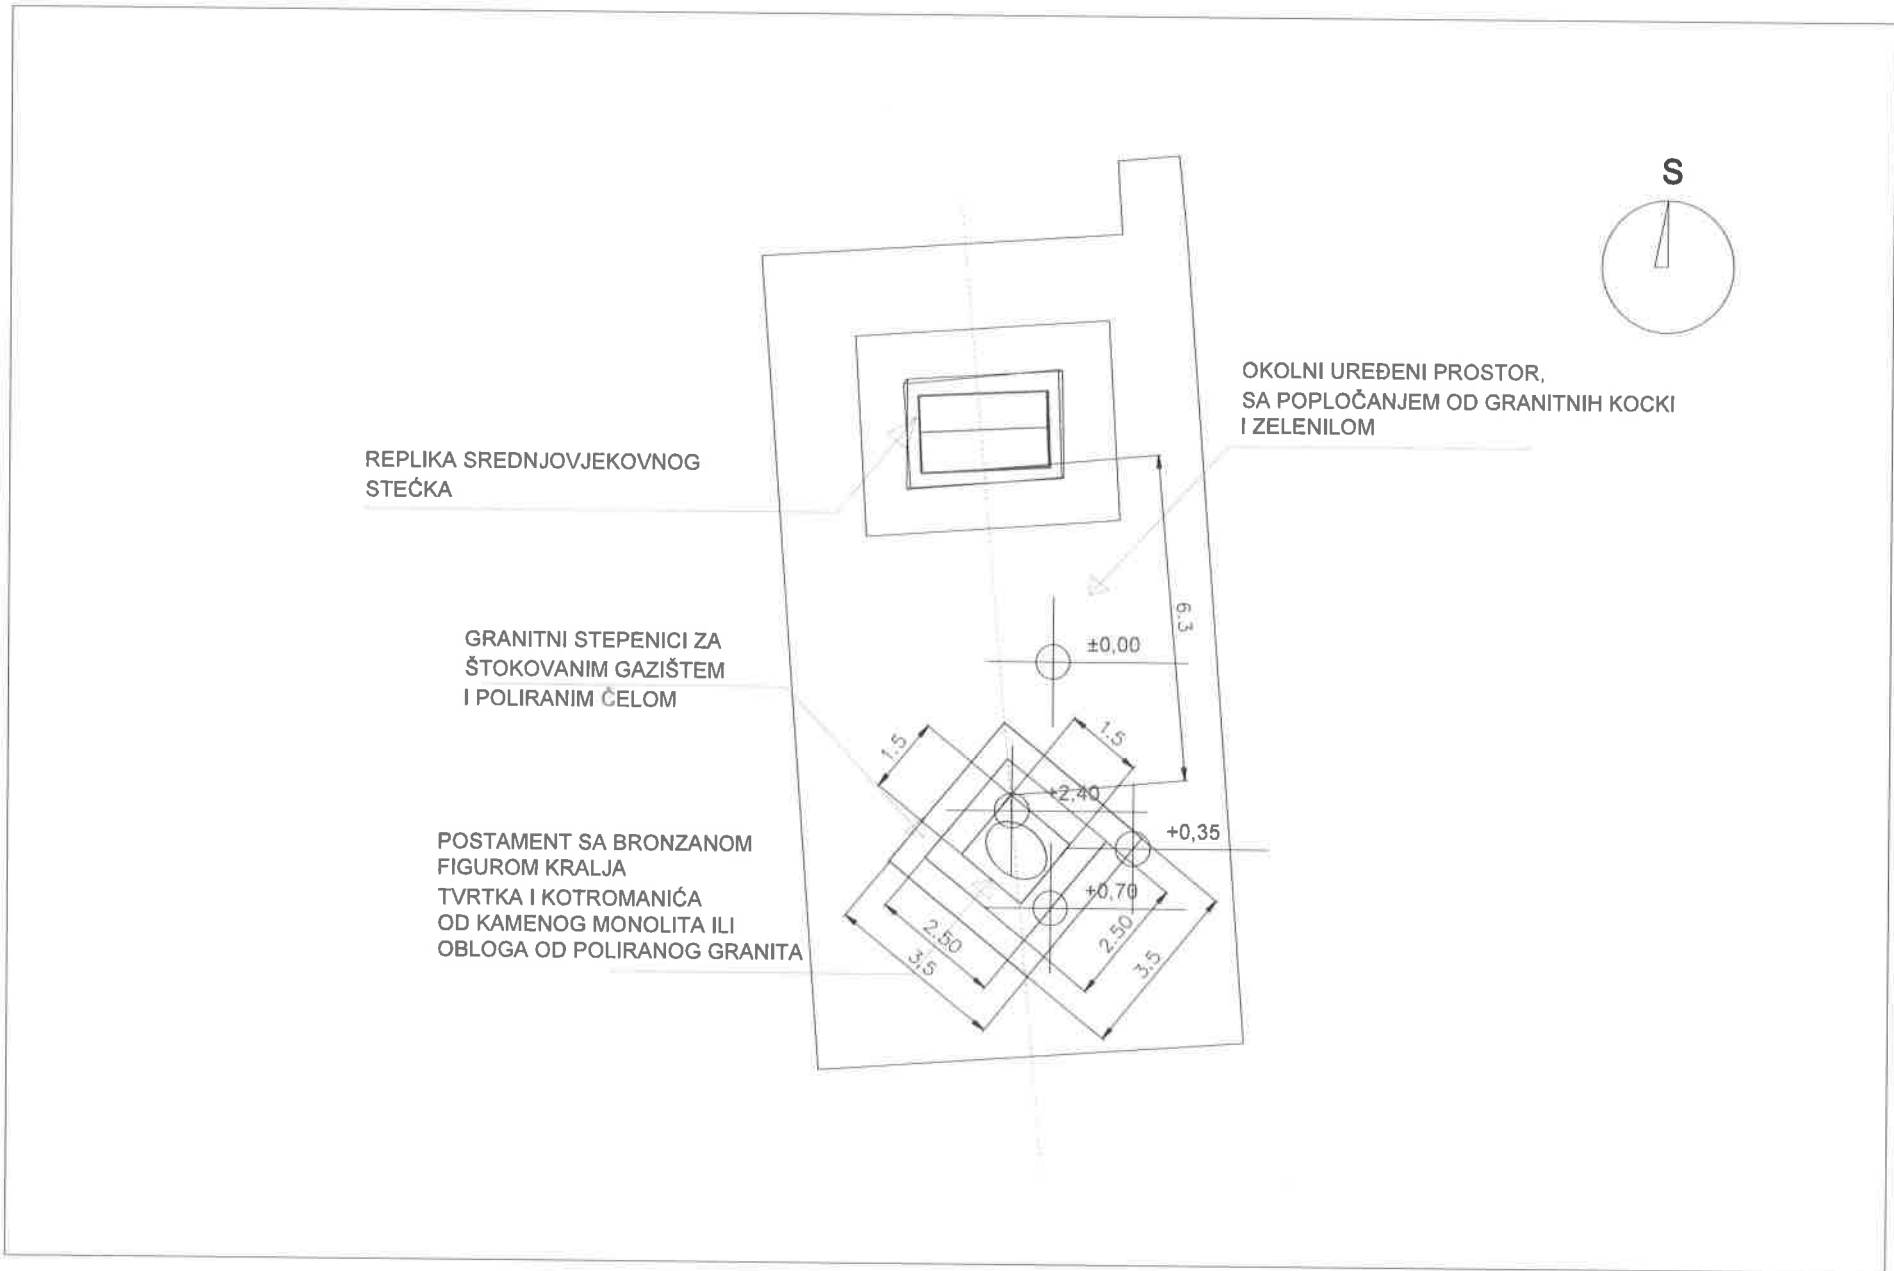 S
OKOLNI UREĐENI PROSTOR,
SA POPLOČANJEM OD GRANITNIH KOCKI
I ZELENILOM
REPLIKA SREDNJOVJEKOVNOG
STEĆKA
6.3
±0,00
GRANITNI STEPENICI ZA
ŠTOKOVANIM GAZIŠTEM
I POLIRANIM ČELOM
1.5
1.5
+2,40
+0,35
POSTAMENT SA BRONZANOM
FIGUROM KRALJA
TVRTKA I KOTROMANIĆA
OD KAMENOG MONOLITA ILI
OBLOGA OD POLIRANOG GRANITA
+0,70
2.50
3,5
2.50
3.5